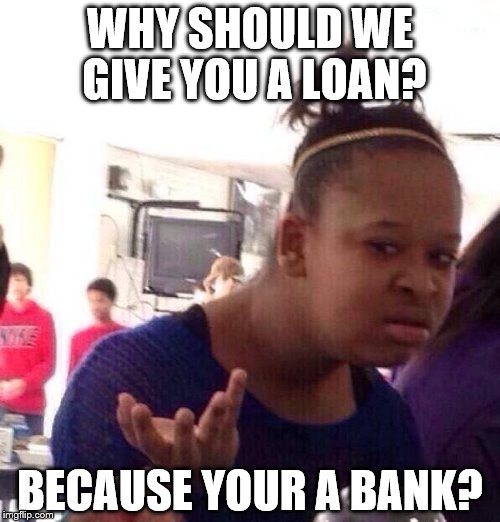 WHY SHOULD WE
GIVE YOU A LOAN?
BECAUSE YOUR A BANK?
imgflip.com